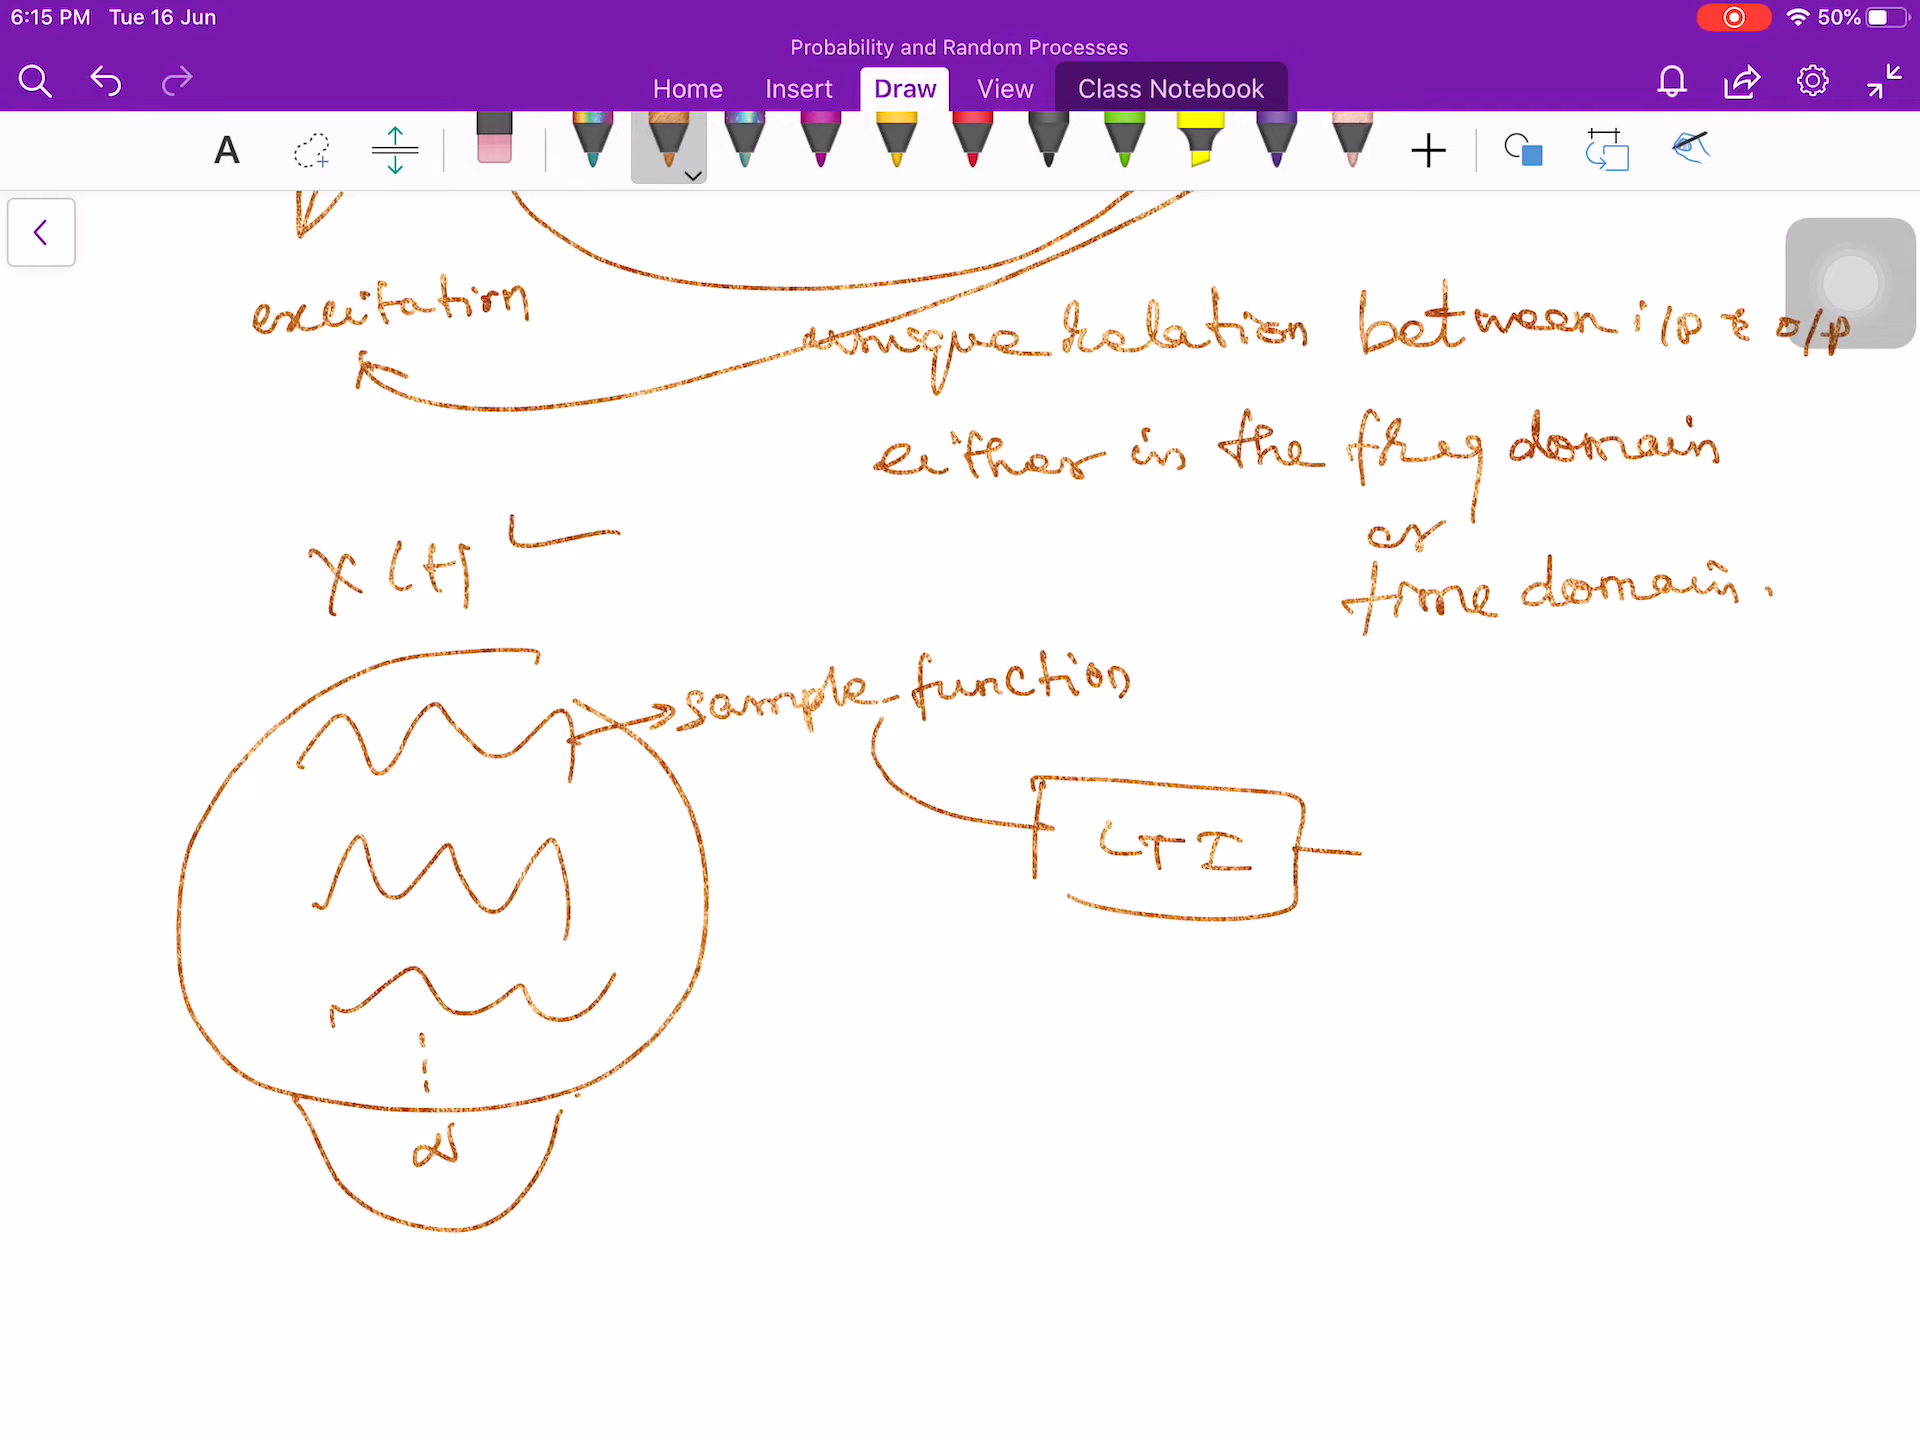 6:15 PM Tue 16 Jun
50%
Probability and Random Processes
Home Insert Draw View Class Notebook
A
excitation
unique relation between i/p & o/p
either in the freq domain
or
time domain.
X(t)
sample function
LTI
∞